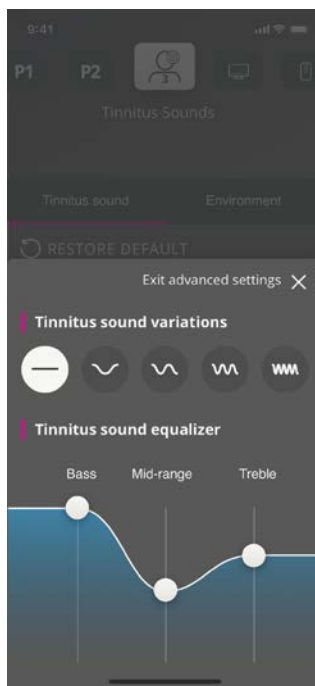 9:41
P1 P2 3
Tinnitus Sounds
Tinnitus sound Environment
RESTORE DEFAULT
Exit advanced settings
Tinnitus sound variations
Tinnitus sound equalizer
Bass Mid-range Treble